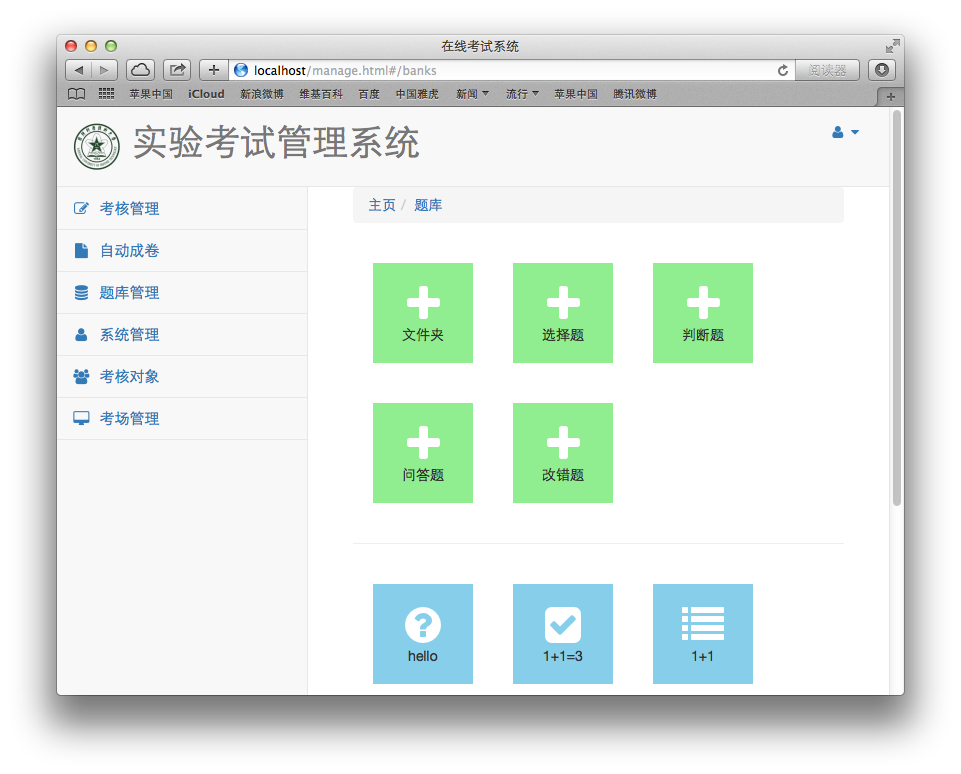 在线考试系统
localhost/manage.html#/banks
阅读器
苹果中国 iCloud 新浪微博 维基百科 百度 中国雅虎 新闻 流行 苹果中国 腾讯微博
实验考试管理系统
考核管理
自动成卷
题库管理
系统管理
考核对象
考场管理
主页 / 题库
文件夹 选择题 判断题
问答题 改错题
hello 1+1=3 1+1